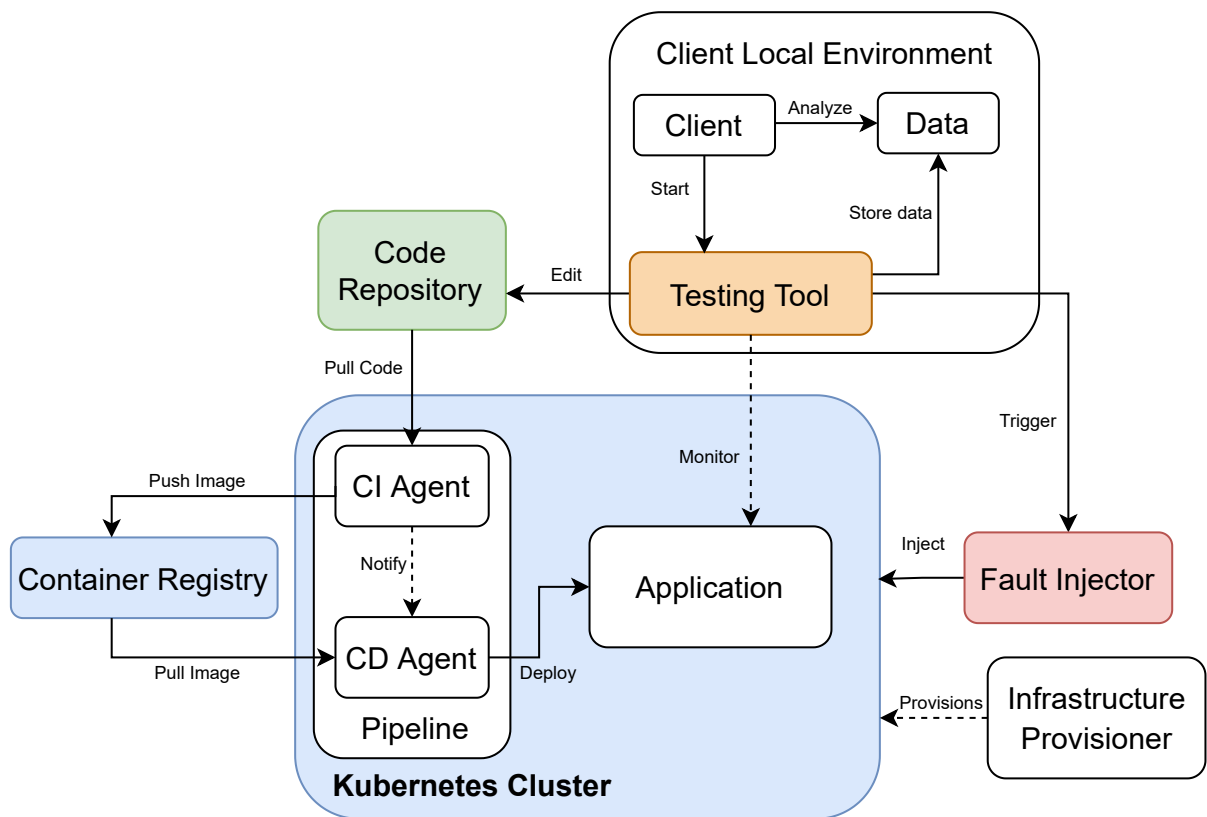 Client Local Environment
Client
Analyze
Data
Start
Store data
Code
Repository
Edit
Testing Tool
Pull Code
Trigger
Monitor
Push Image
CI Agent
Container Registry
Notify
Application
Inject
Fault Injector
Pull Image
CD Agent
Deploy
Pipeline
Provisions
Infrastructure
Provisioner
Kubernetes Cluster